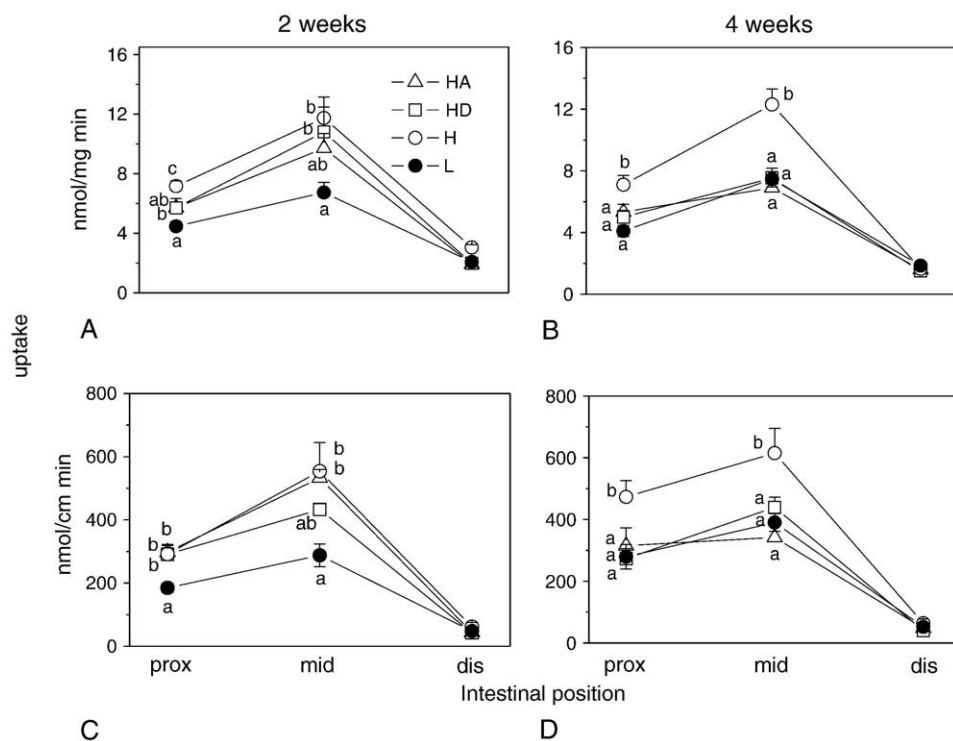 2 weeks
4 weeks
16
12
8
4
0
nmol/mg min
HA
HD
H
L
c
ab
b
a
b
b
ab
a
A
16
12
8
4
0
b
a
a
a
b
a
a
a
B
uptake
800
600
400
200
0
nmol/cm min
b
b
b
a
b
b
ab
a
prox
mid
dis
C
800
600
400
200
0
b
a
a
a
b
a
a
a
prox
mid
dis
D
Intestinal position